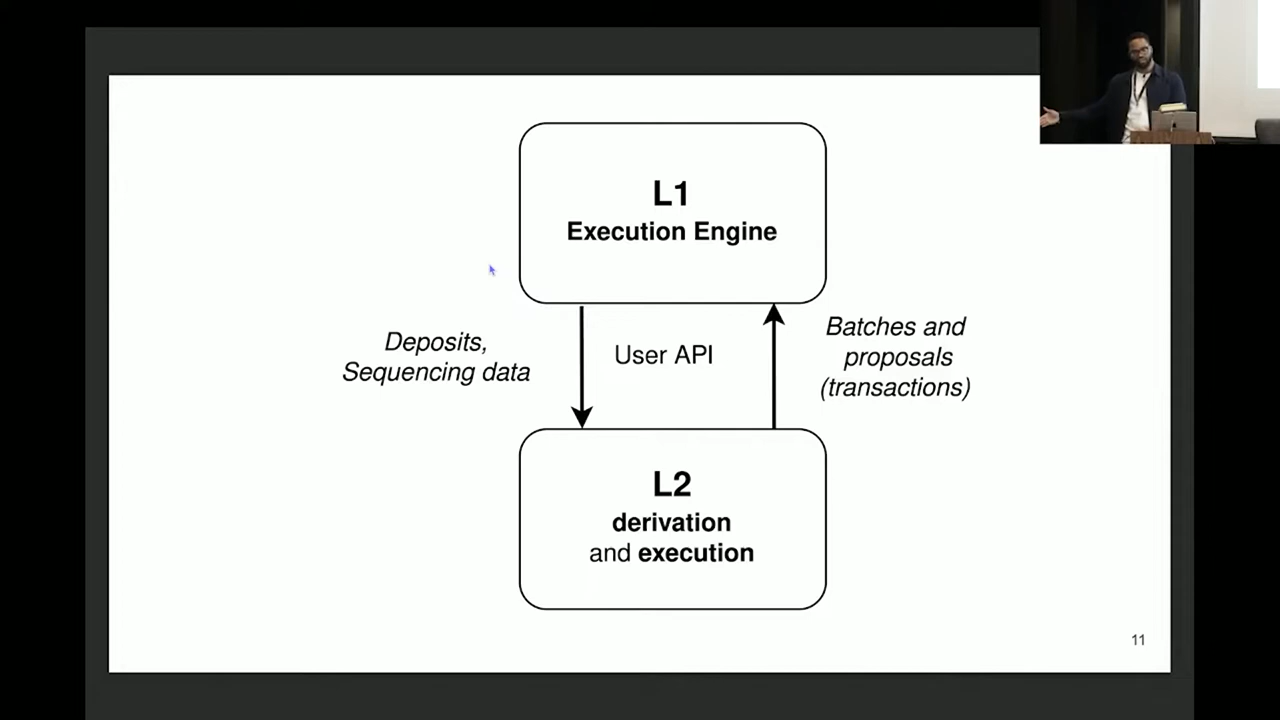 L1
Execution Engine
Deposits,
Sequencing data
User API
Batches and
proposals
(transactions)
L2
derivation
and execution
11